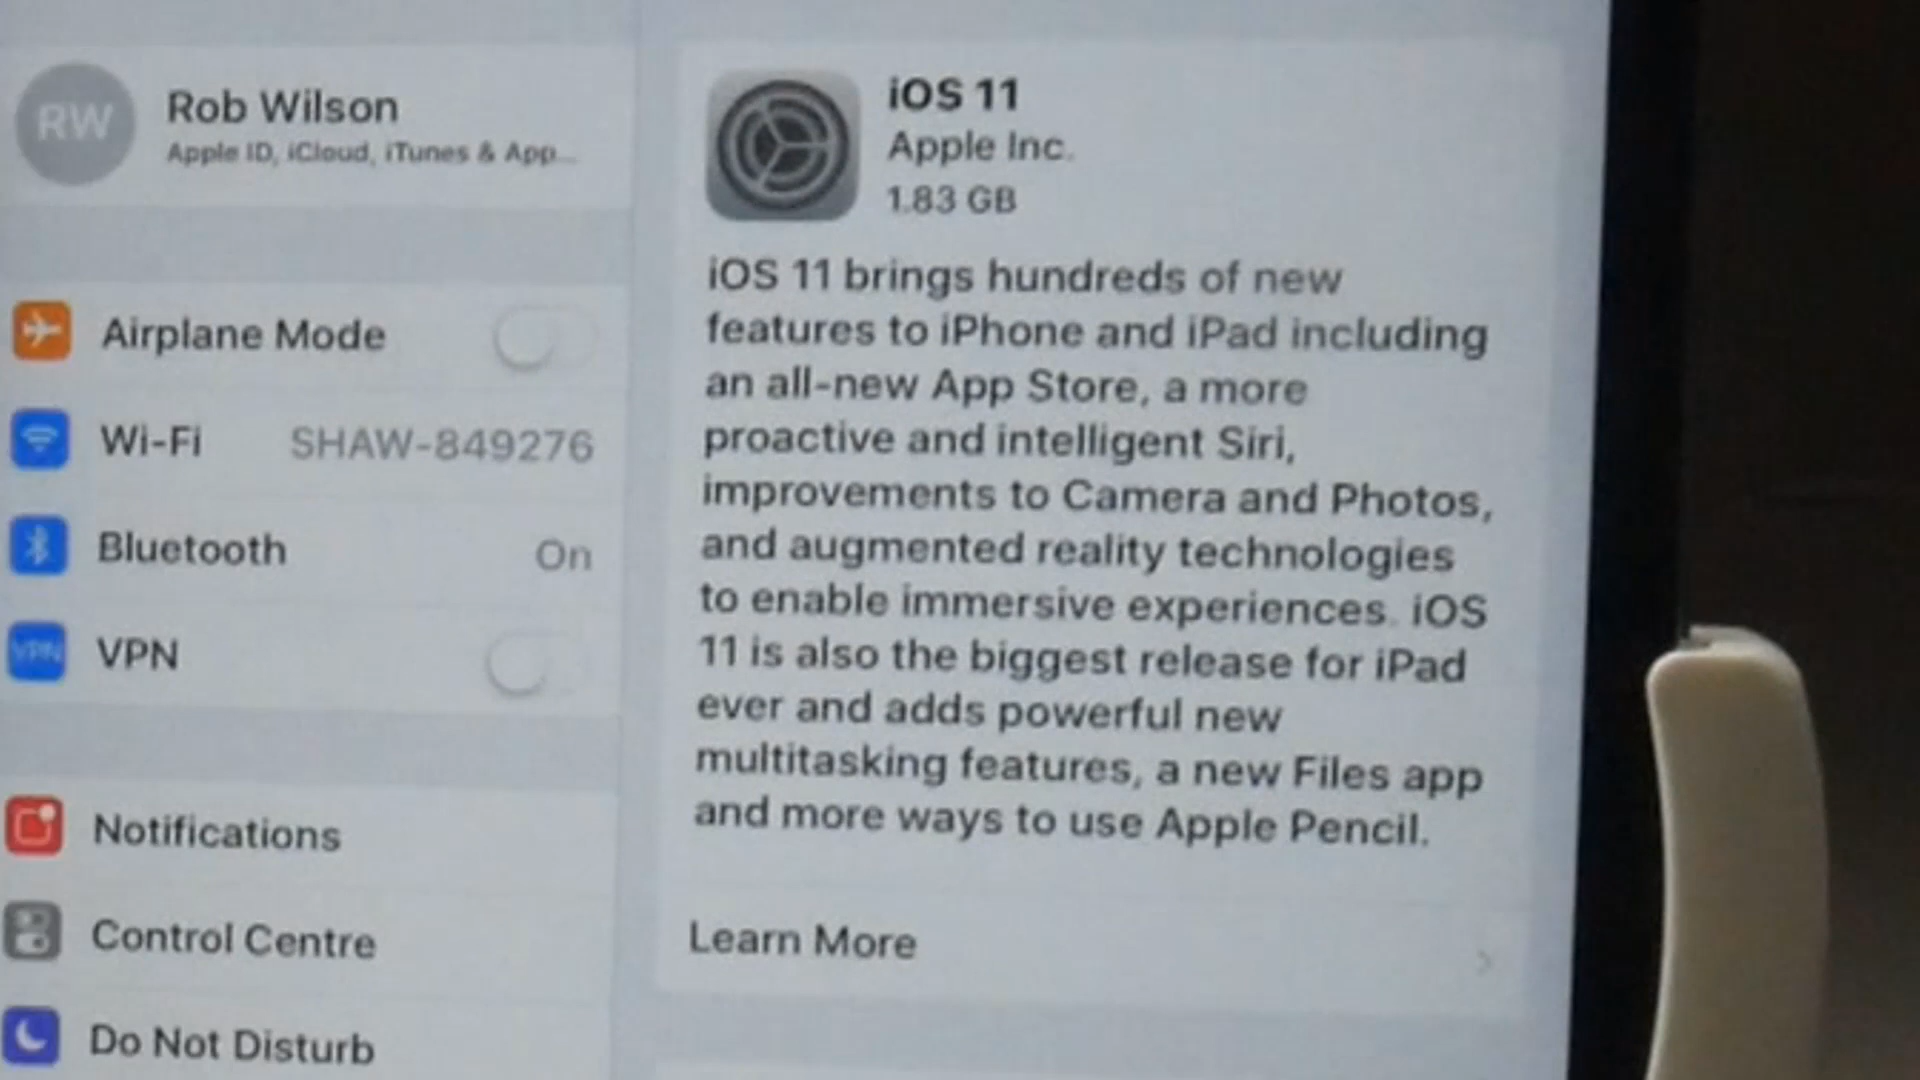 RW
Rob Wilson
Apple ID, iCloud, iTunes & App...
Airplane Mode
Wi-Fi SHAW-849276
Bluetooth On
VPN VPN
Notifications
Control Centre
Do Not Disturb
iOS 11
Apple Inc.
1.83 GB
iOS 11 brings hundreds of new
features to iPhone and iPad including
an all-new App Store, a more
proactive and intelligent Siri,
improvements to Camera and Photos,
and augmented reality technologies
to enable immersive experiences. iOS
11 is also the biggest release for iPad
ever and adds powerful new
multitasking features, a new Files app
and more ways to use Apple Pencil.
Learn More